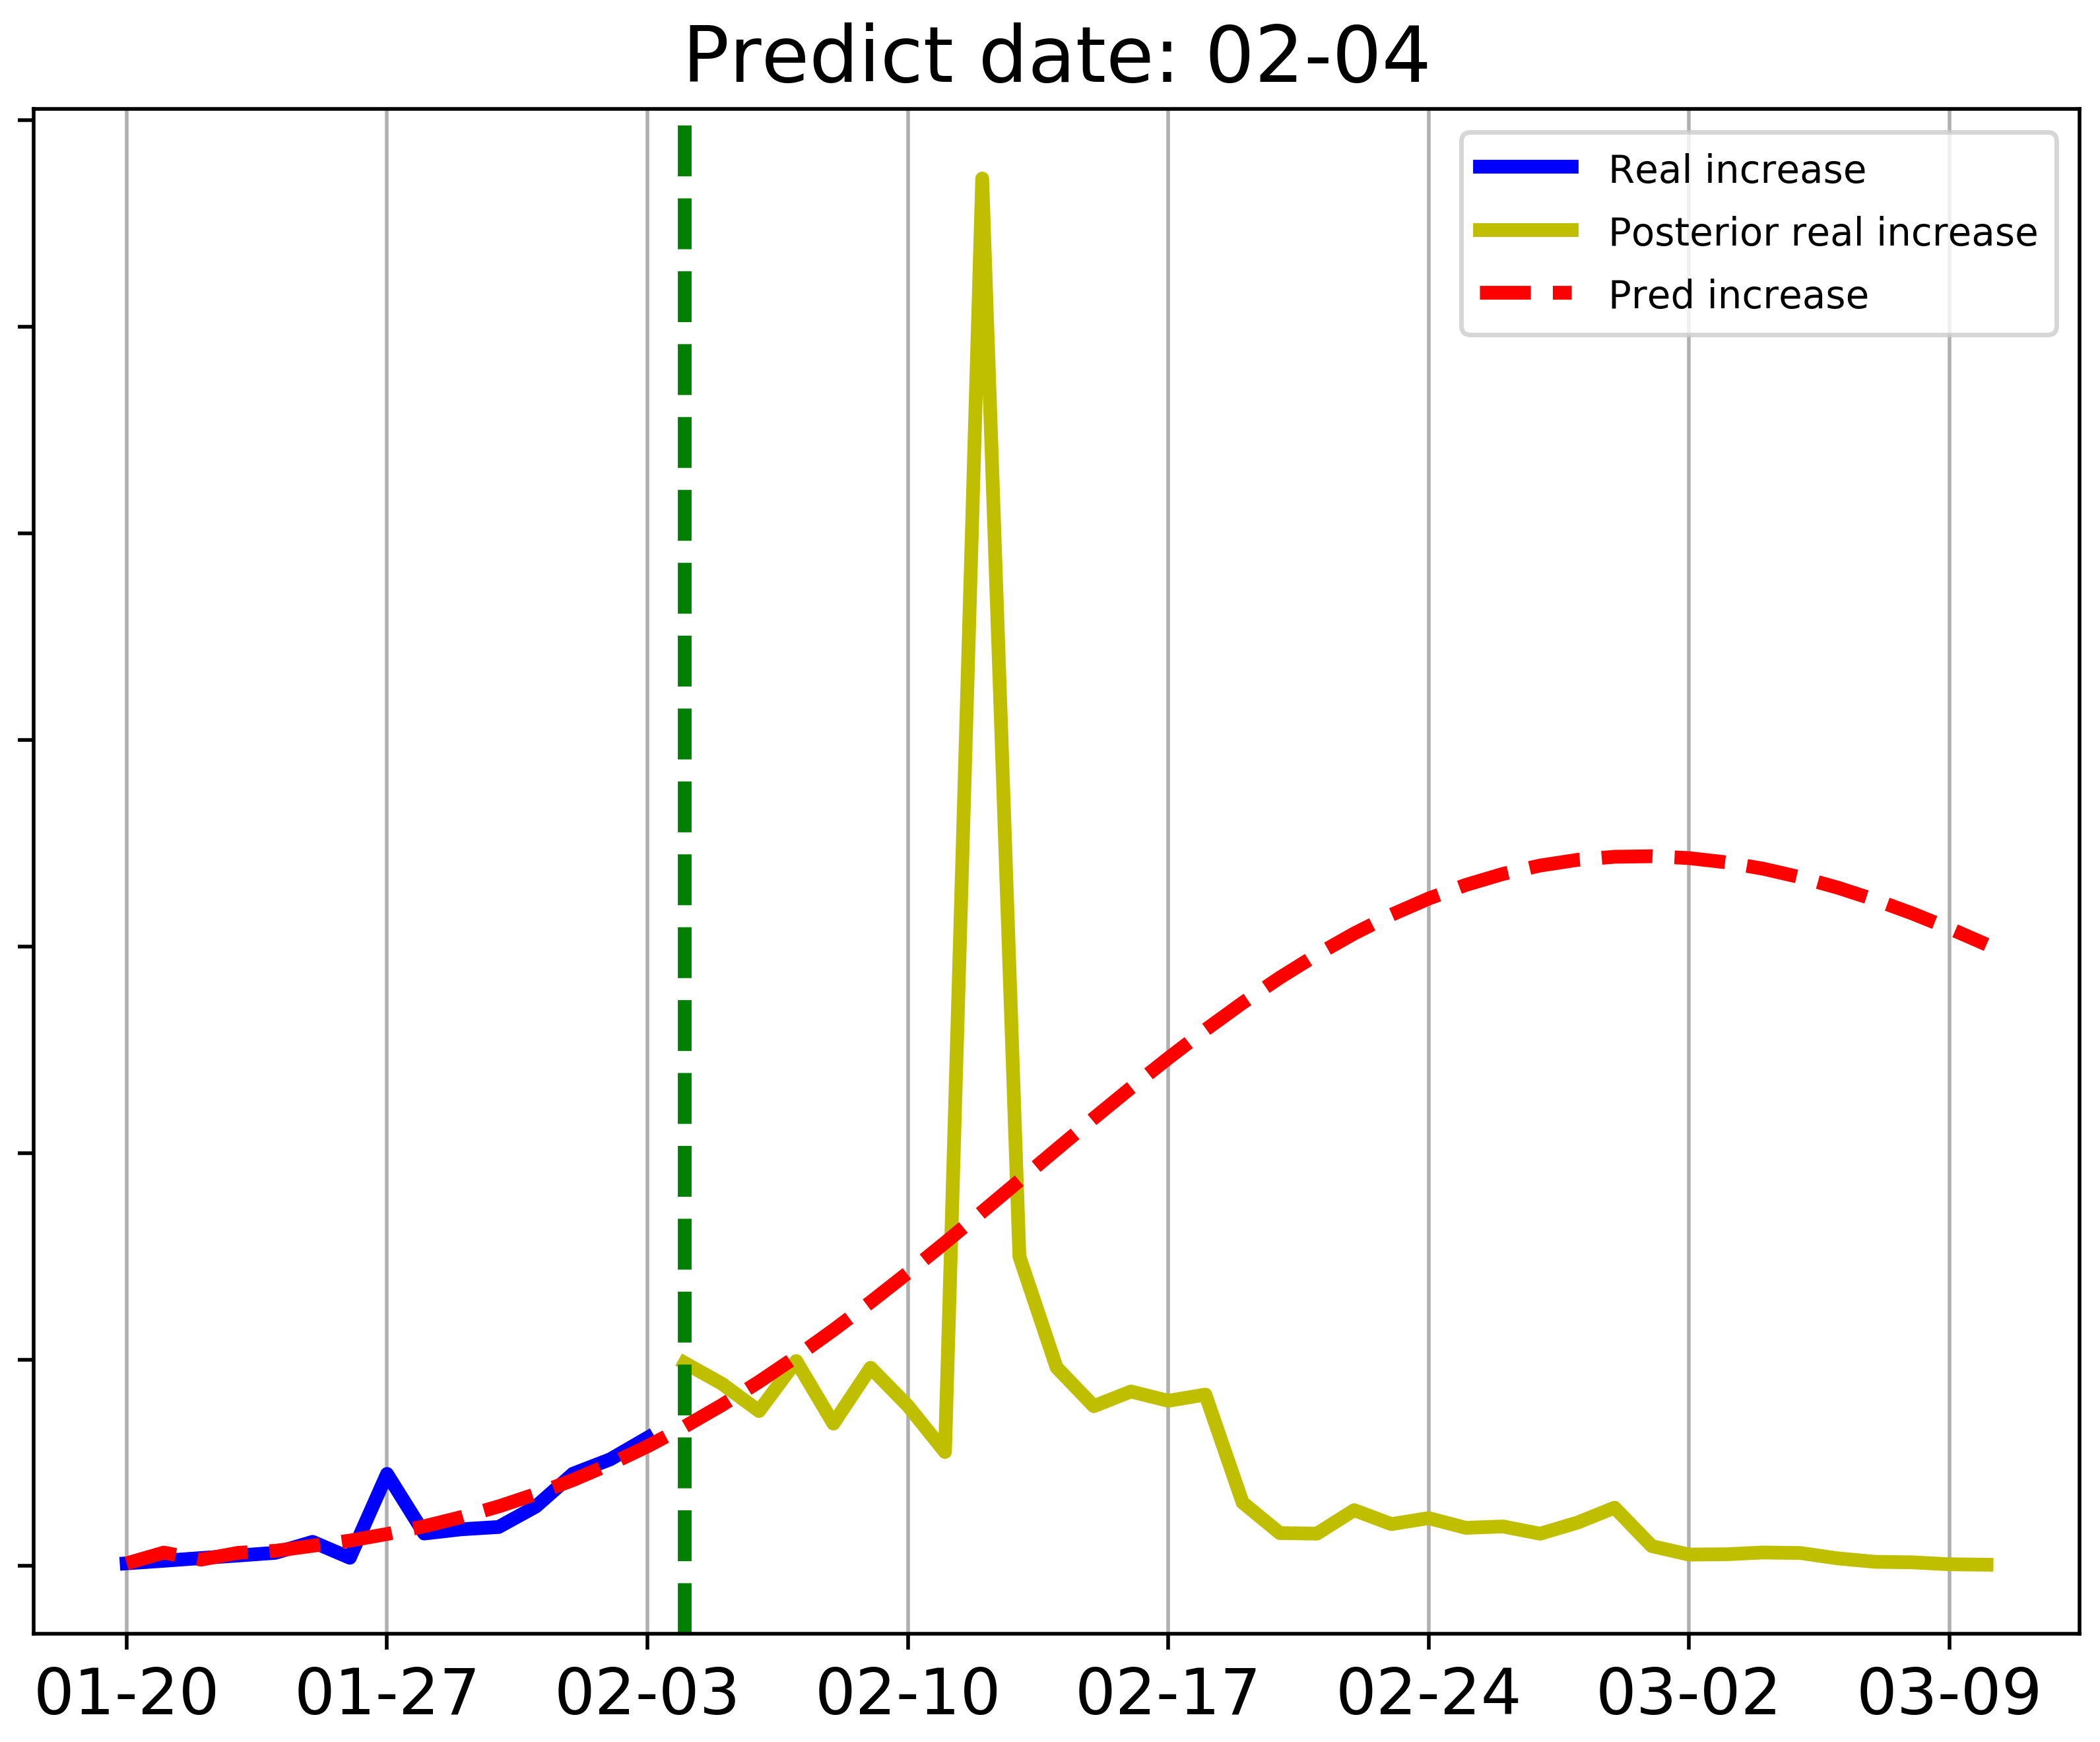 Predict date: 02-04
Real increase
Posterior real increase
Pred increase
01-20 01-27 02-03 02-10 02-17 02-24 03-02 03-09